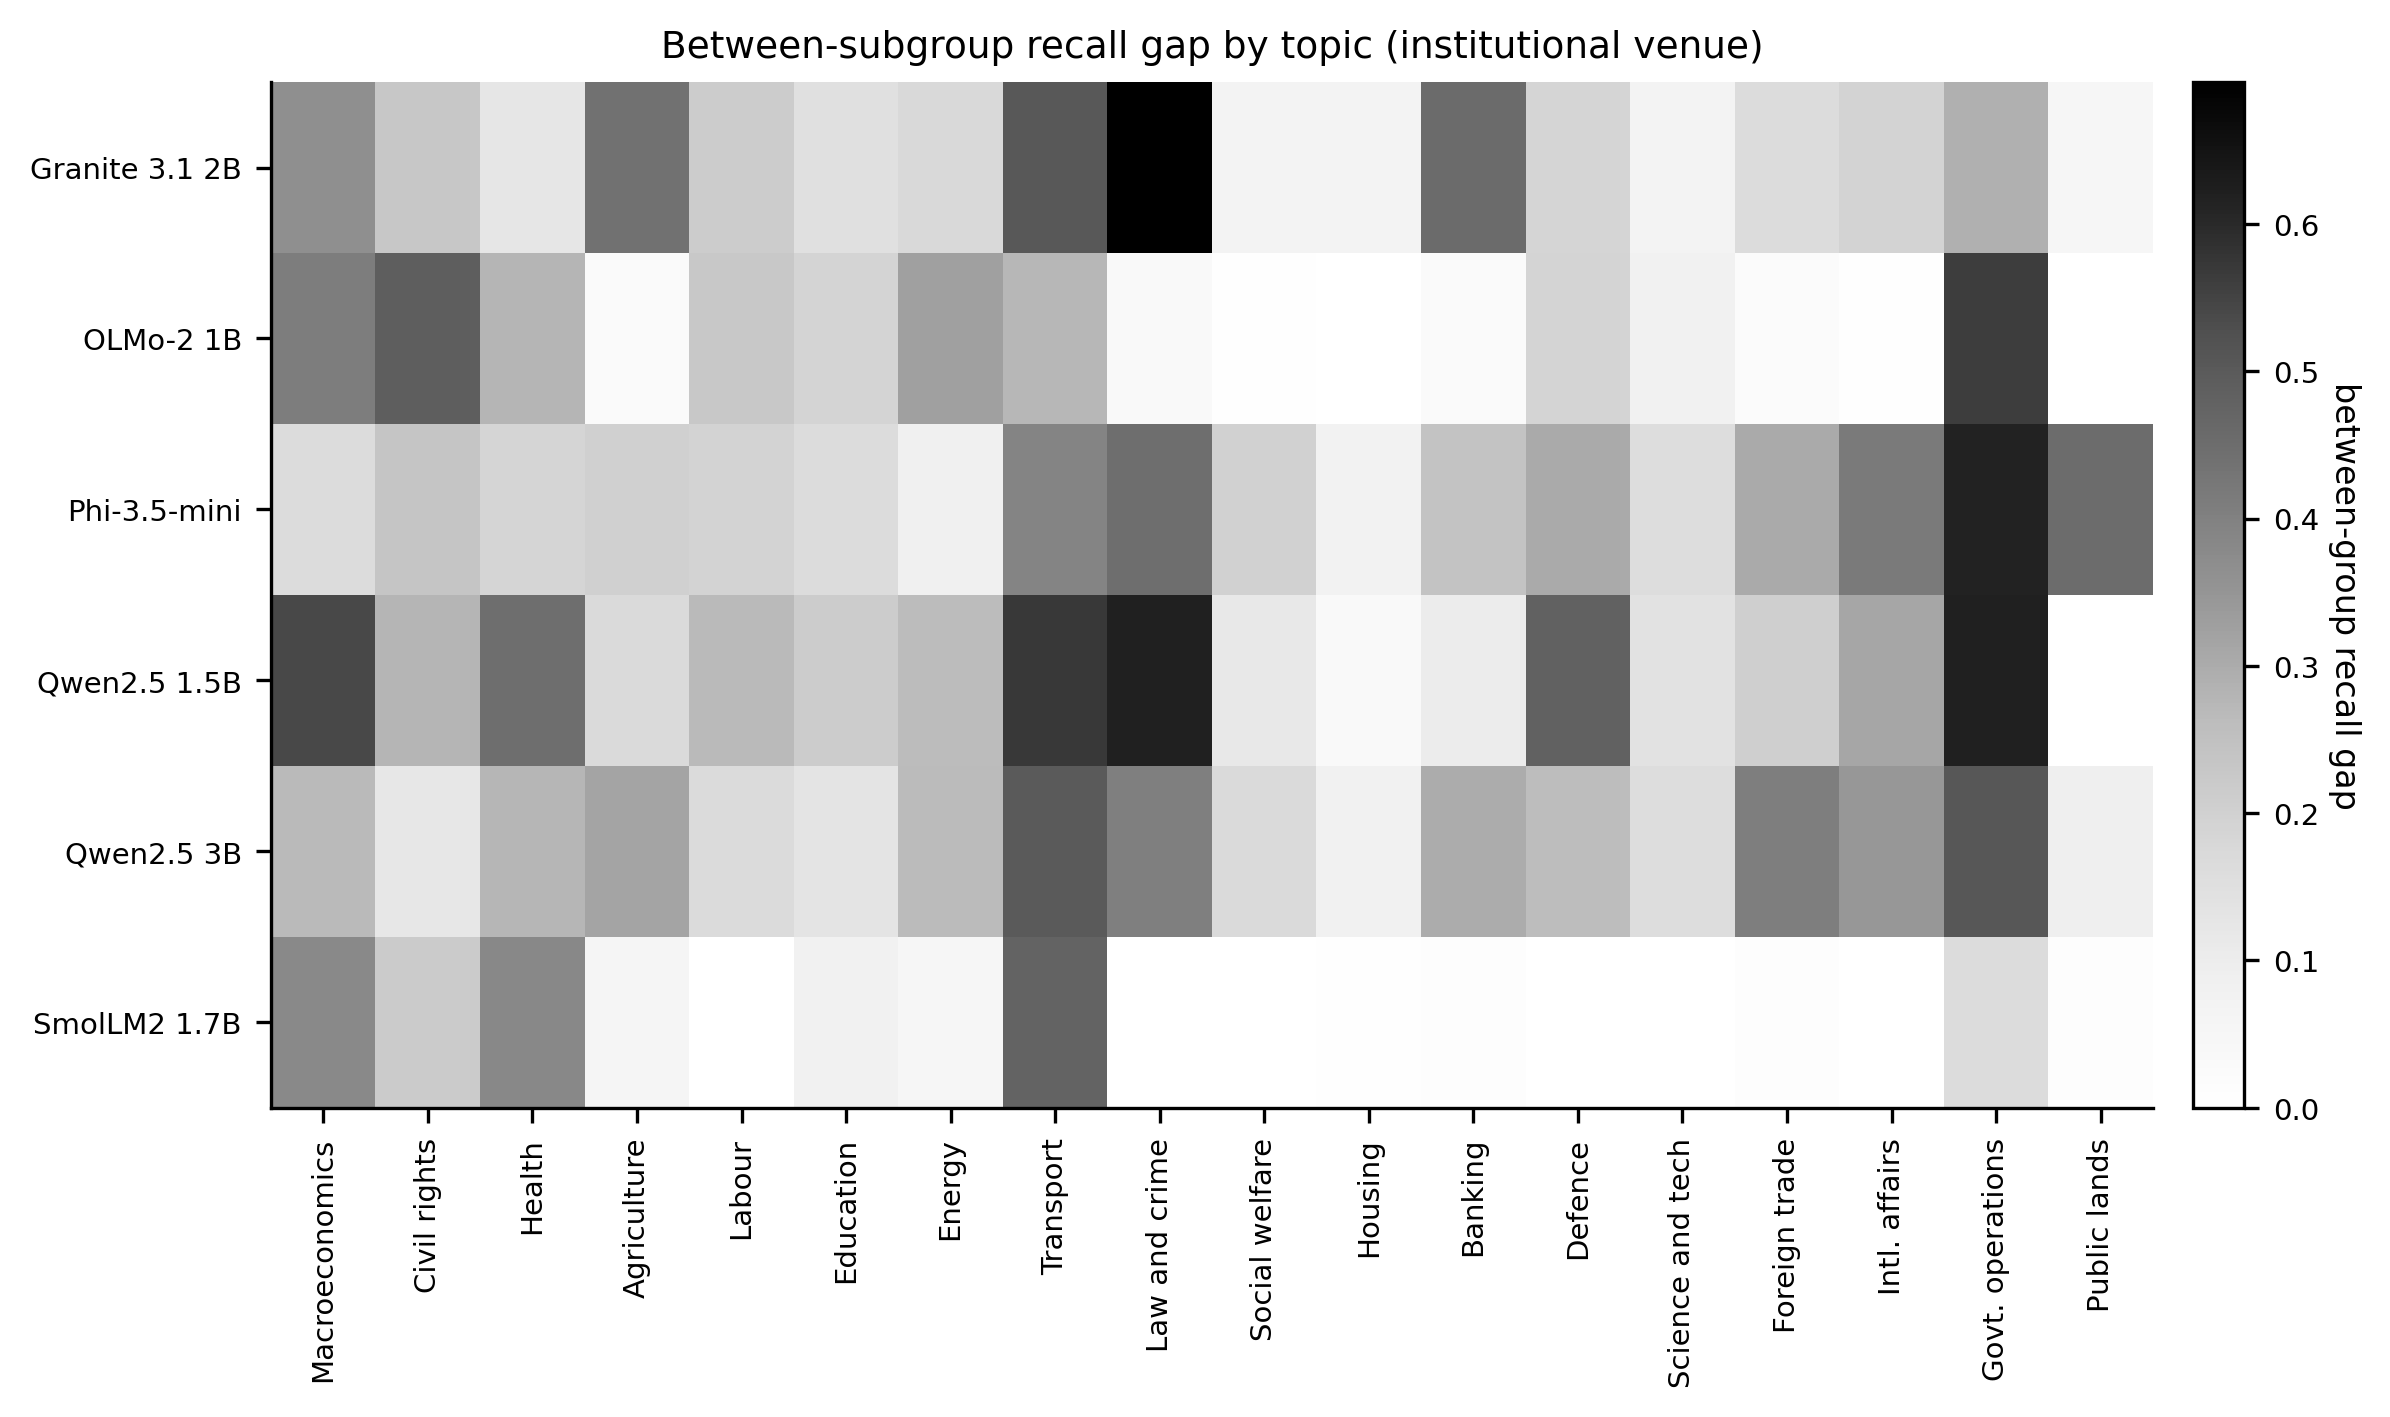 Between-subgroup recall gap by topic (institutional venue)
Granite 3.1 2B
OLMo-2 1B
Phi-3.5-mini
Qwen2.5 1.5B
Qwen2.5 3B
SmolLM2 1.7B
Macroeconomics
Civil rights
Health
Agriculture
Labour
Education
Energy
Transport
Law and crime
Social welfare
Housing
Banking
Defence
Science and tech
Foreign trade
Intl. affairs
Govt. operations
Public lands
0.6
0.5
0.4
0.3
0.2
0.1
0.0
between-group recall gap